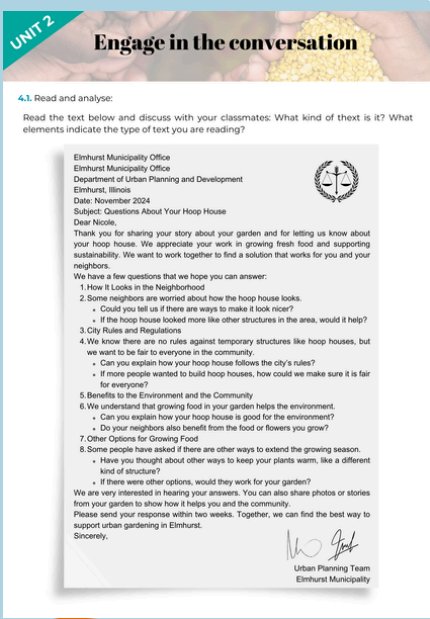 UNIT 2
Engage in the conversation
4.1. Read and analyse:
Read the text below and discuss with your classmates: What kind of thext is it? What
elements indicate the type of text you are reading?
Elmhurst Municipality Office
Elmhurst Municipality Office
Department of Urban Planning and Development
Elmhurst, Illinois
Date: November 2024
Subject: Questions About Your Hoop House
Dear Nicole,
Thank you for sharing your story about your garden and for letting us know about
your hoop house. We appreciate your work in growing fresh food and supporting
sustainability. We want to work together to find a solution that works for you and your
neighbors.
We have a few questions that we hope you can answer:
1. How It Looks in the Neighborhood
2. Some neighbors are worried about how the hoop house looks.
• Could you tell us if there are ways to make it look nicer?
• If the hoop house looked more like other structures in the area, would it help?
3. City Rules and Regulations
4. We know there are no rules against temporary structures like hoop houses, but
we want to be fair to everyone in the community.
• Can you explain how your hoop house follows the city's rules?
• If more people wanted to build hoop houses, how could we make sure it is fair
for everyone?
5. Benefits to the Environment and the Community
6. We understand that growing food in your garden helps the environment.
• Can you explain how your hoop house is good for the environment?
• Do your neighbors also benefit from the food or flowers you grow?
7. Other Options for Growing Food
8. Some people have asked if there are other ways to extend the growing season.
• Have you thought about other ways to keep your plants warm, like a different
kind of structure?
• If there were other options, would they work for your garden?
We are very interested in hearing your answers. You can also share photos or stories
from your garden to show how it helps you and the community.
Please send your response within two weeks. Together, we can find the best way to
support urban gardening in Elmhurst.
Sincerely,
Urban Planning Team
Elmhurst Municipality